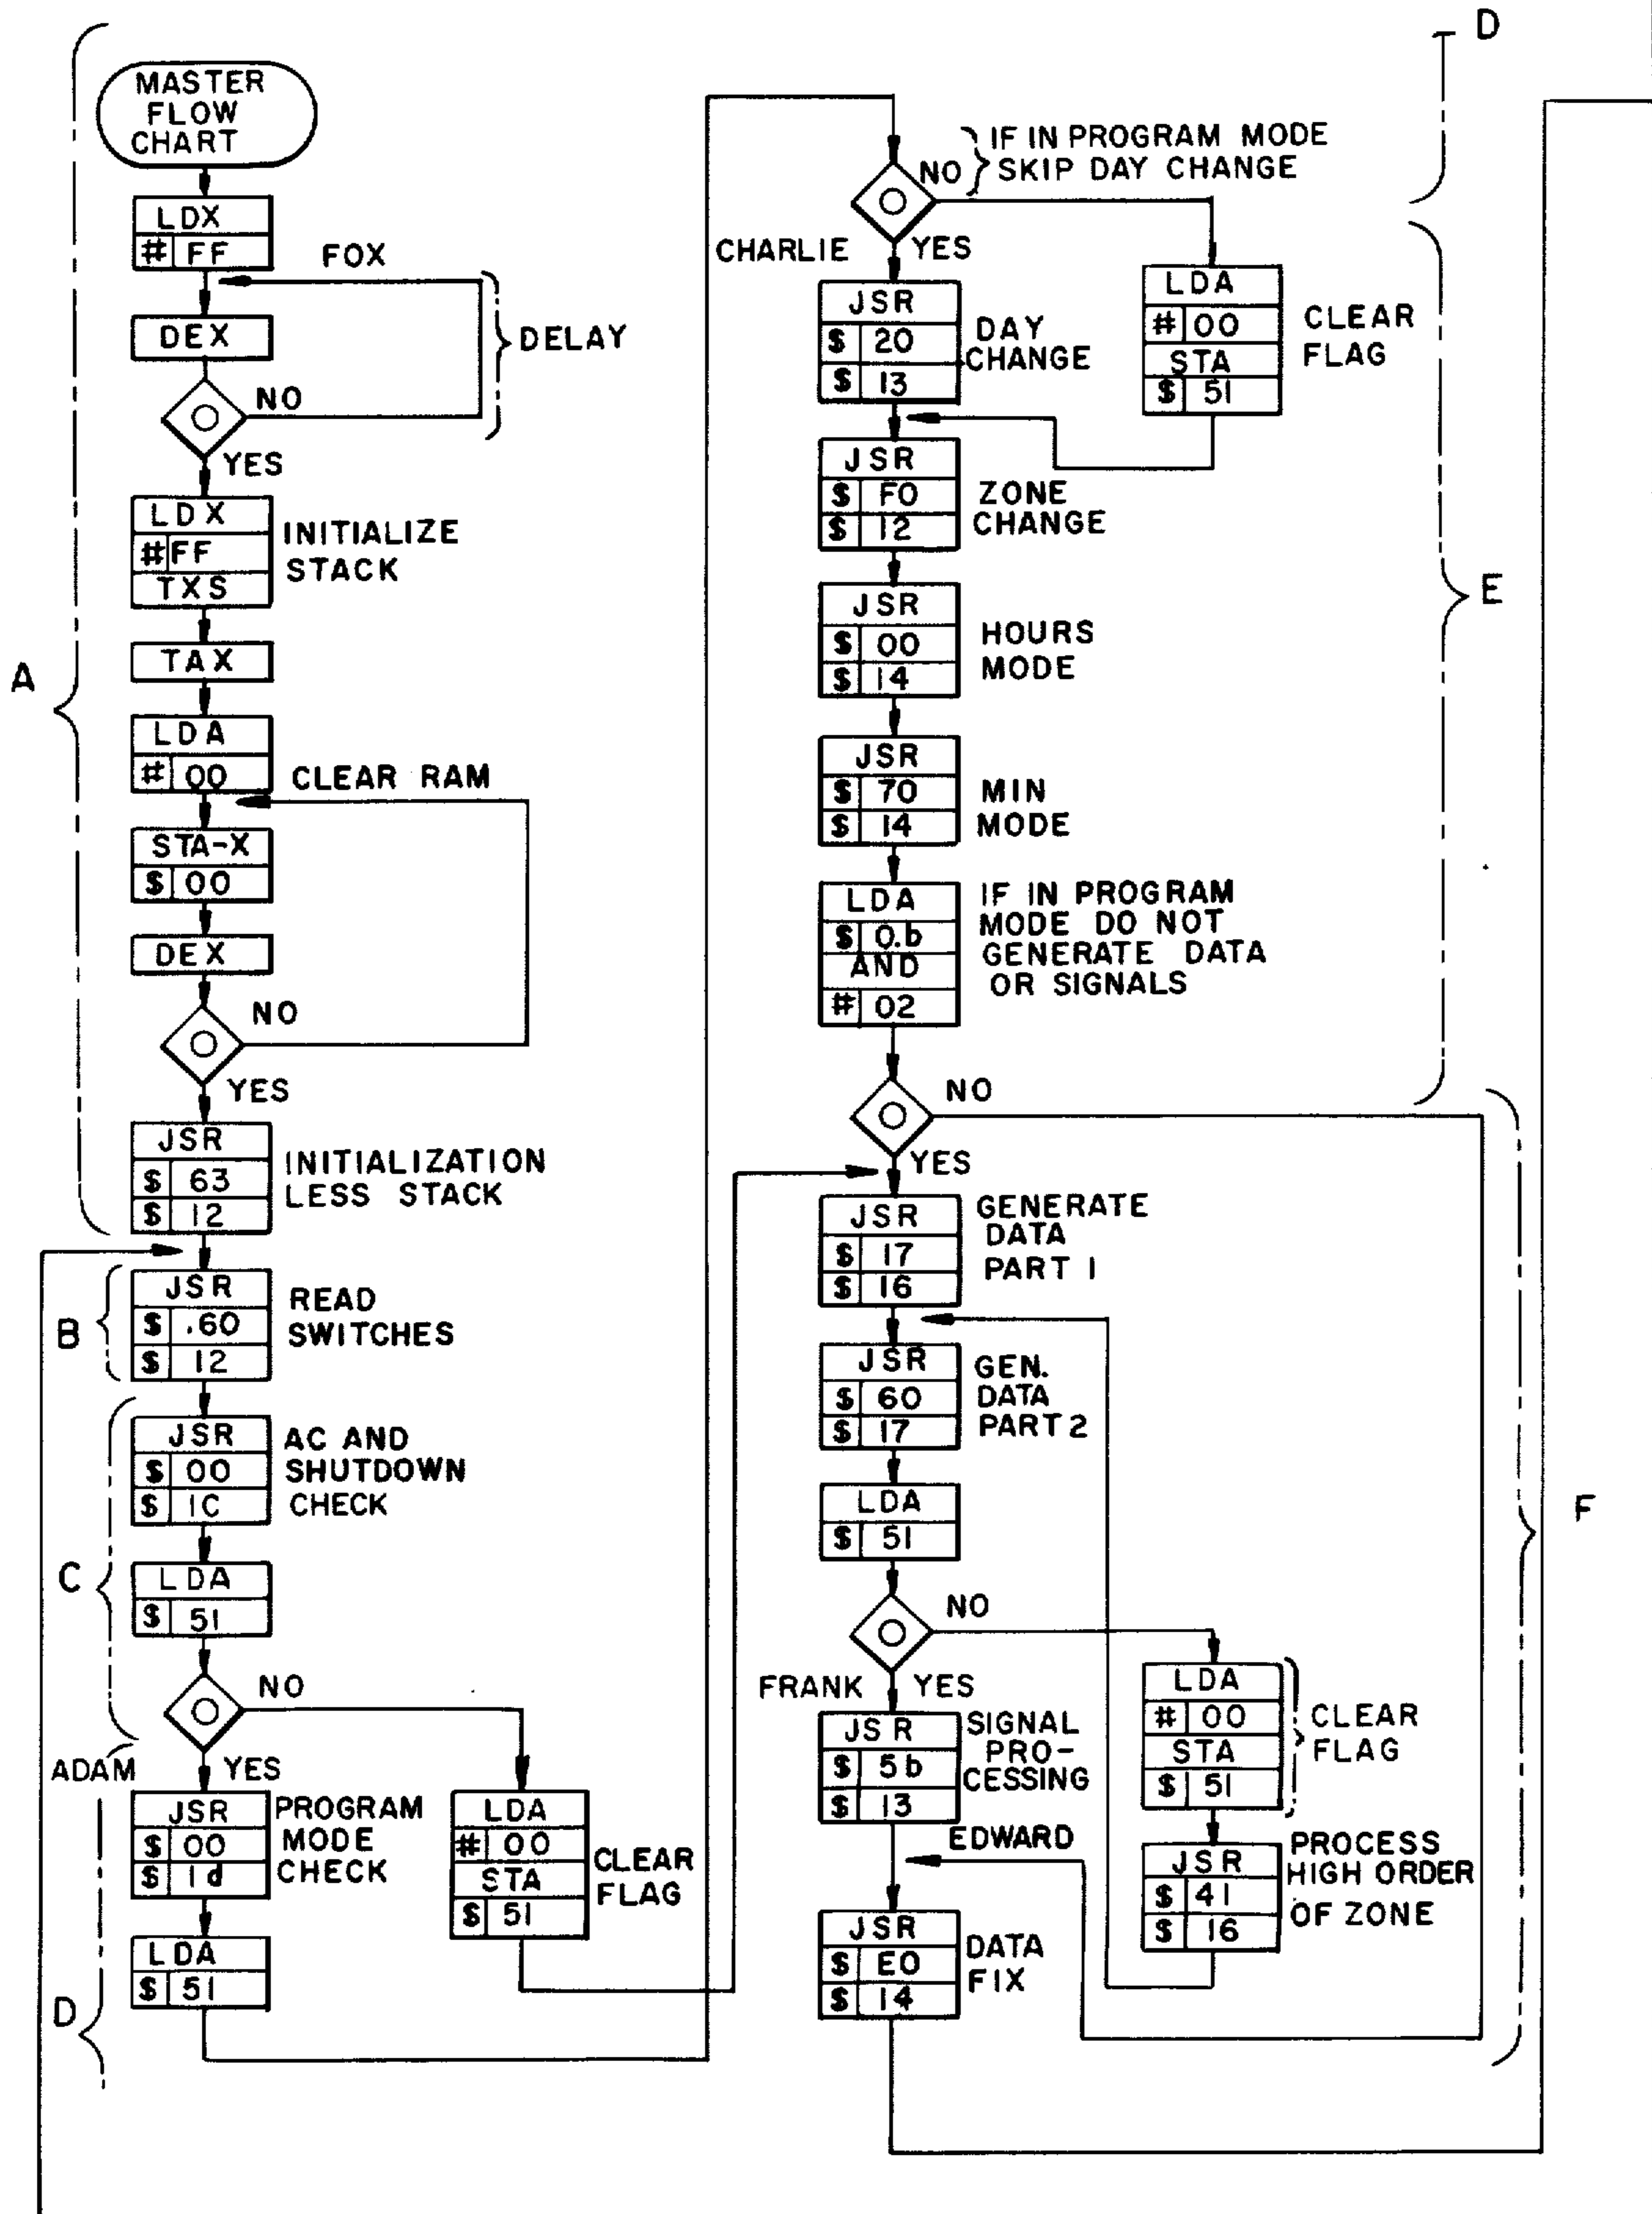 MASTER
FLOW
CHART
LDX
# FF
FOX
DEX
DELAY
NO
YES
LDX
#FF
TXS
INITIALIZE
STACK
TAX
A
LDA
# 00
CLEAR RAM
STA-X
$ 00
DEX
NO
YES
JSR
$ 63
$ 12
INITIALIZATION
LESS STACK
B
JSR
$ .60
$ 12
READ
SWITCHES
C
JSR
$ 00
$ 1C
AC AND
SHUTDOWN
CHECK
LDA
$ 51
NO
ADAM
YES
JSR
$ 00
$ 1d
PROGRAM
MODE
CHECK
LDA
# 00
STA
$ 51
CLEAR
FLAG
D
LDA
$ 51
D
NO
IF IN PROGRAM MODE
SKIP DAY CHANGE
CHARLIE
YES
JSR
$ 20
$ 13
DAY
CHANGE
LDA
# 00
STA
$ 51
CLEAR
FLAG
JSR
$ F0
$ 12
ZONE
CHANGE
E
JSR
$ 00
$ 14
HOURS
MODE
JSR
$ 70
$ 14
MIN
MODE
LDA
$ 0.b
AND
# 02
IF IN PROGRAM
MODE DO NOT
GENERATE DATA
OR SIGNALS
NO
YES
JSR
$ 17
$ 16
GENERATE
DATA
PART 1
JSR
$ 60
$ 17
GEN.
DATA
PART 2
LDA
$ 51
F
NO
FRANK
YES
JSR
$ 5b
$ 13
SIGNAL
PRO-
CESSING
LDA
# 00
STA
$ 51
CLEAR
FLAG
EDWARD
JSR
$ 41
$ 16
PROCESS
HIGH ORDER
OF ZONE
JSR
$ E0
$ 14
DATA
FIX